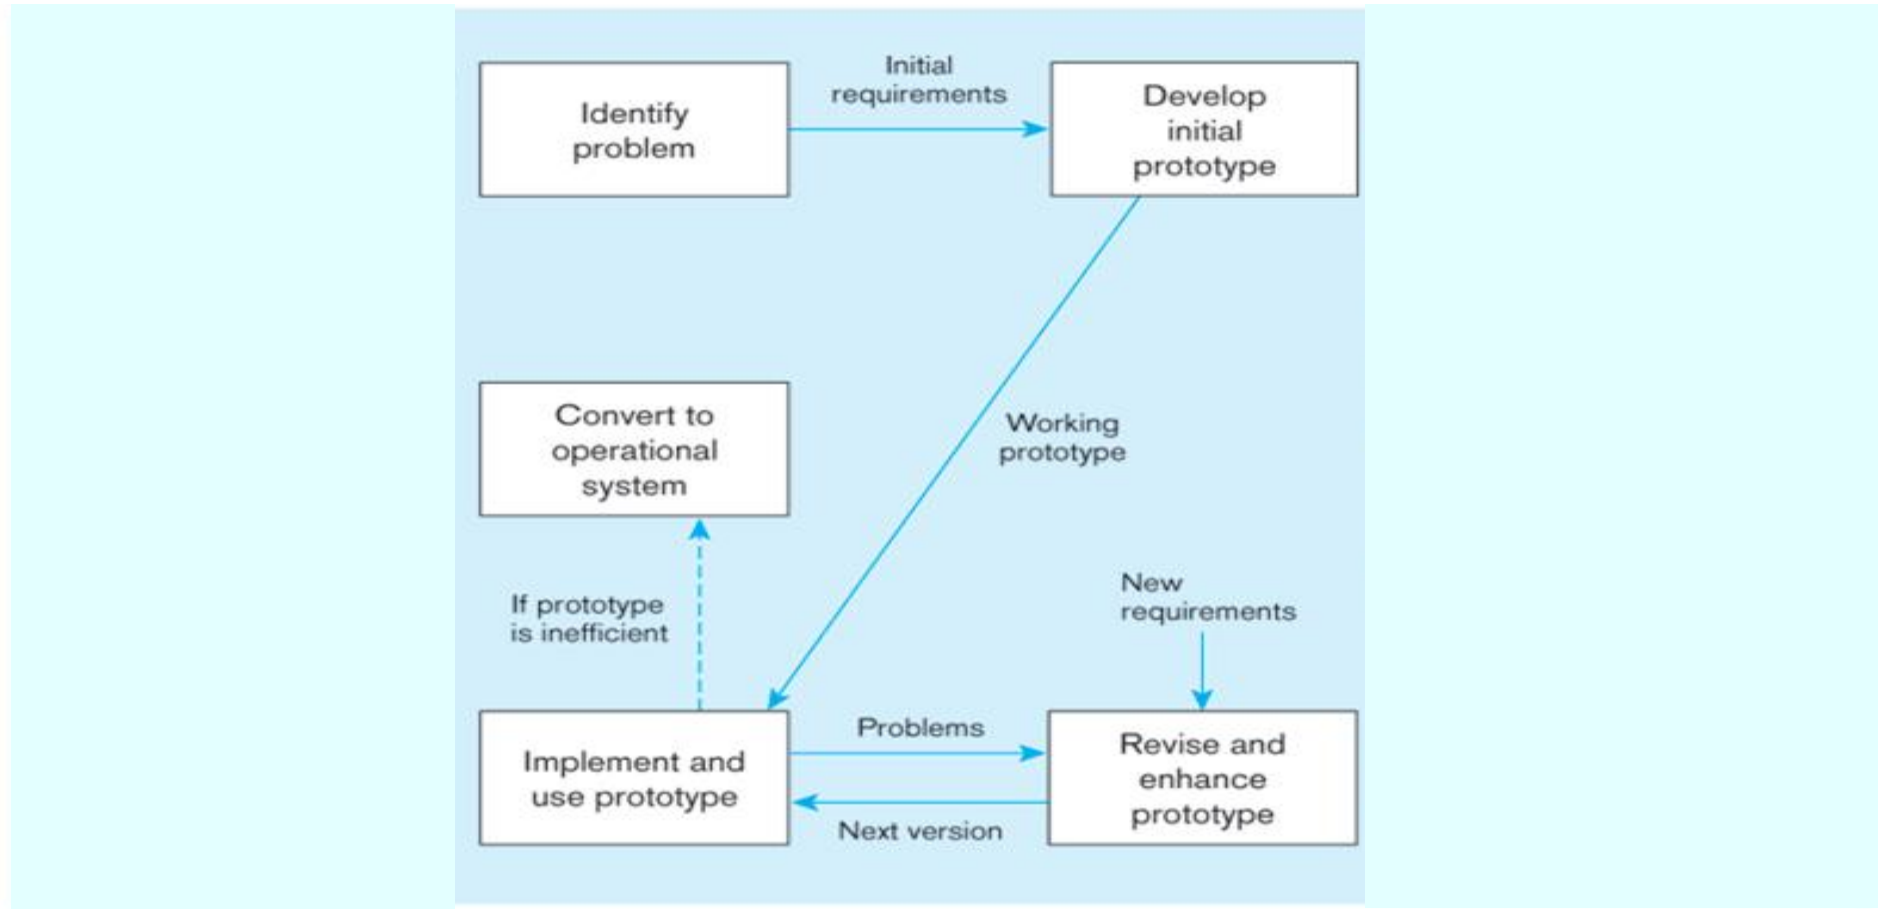 Identify
problem
Initial
requirements
Develop
initial
prototype
Convert to
operational
system
Working
prototype
If prototype
is inefficient
New
requirements
Implement and
use prototype
Problems
Next version
Revise and
enhance
prototype